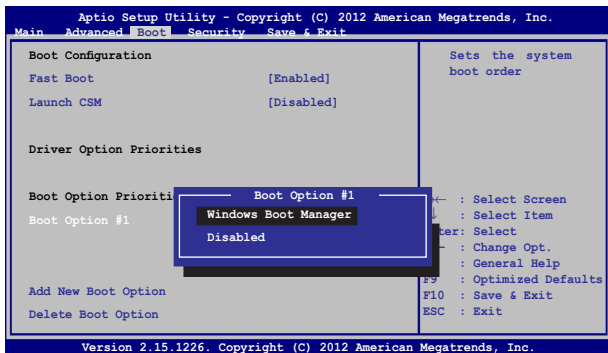 Aptio Setup Utility - Copyright (C) 2012 American Megatrends, Inc.
Main Advanced Boot Security Save & Exit
Boot Configuration
Fast Boot [Enabled]
Launch CSM [Disabled]
Driver Option Priorities
Boot Option Prioriti
Boot Option #1
Boot Option #1
Windows Boot Manager
Disabled
Add New Boot Option
Delete Boot Option
Sets the system
boot order
← : Select Screen
: Select Item
ter: Select
- : Change Opt.
: General Help
F9 : Optimized Defaults
F10 : Save & Exit
ESC : Exit
Version 2.15.1226. Copyright (C) 2012 American Megatrends, Inc.